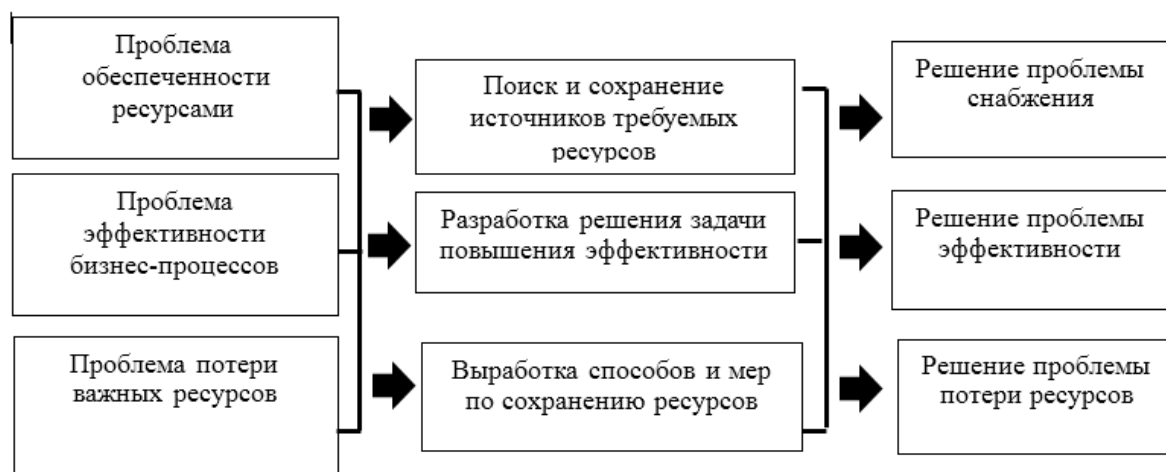 Проблема
обеспеченности
ресурсами
Поиск и сохранение
источников требуемых
ресурсов
Решение проблемы
снабжения
Проблема
эффективности
бизнес-процессов
Разработка решения задачи
повышения эффективности
Решение проблемы
эффективности
Проблема потери
важных ресурсов
Выработка способов и мер
по сохранению ресурсов
Решение проблемы
потери ресурсов